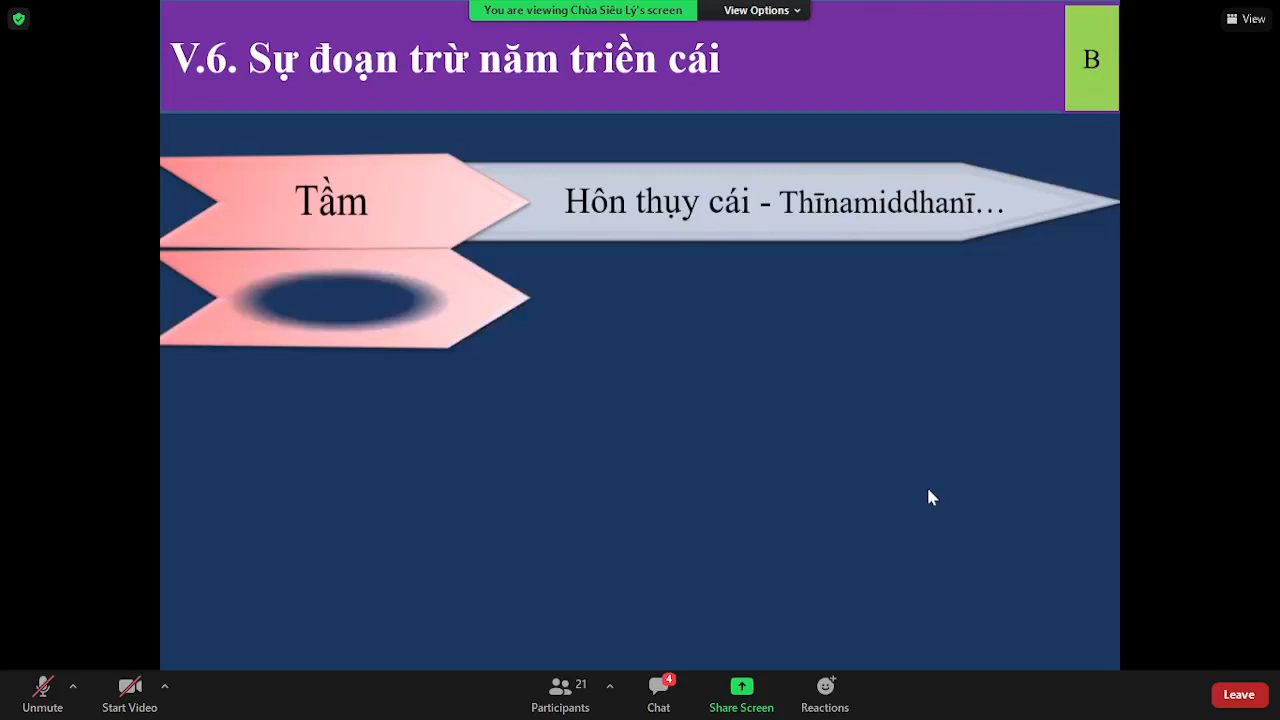 You are viewing Chùa Siêu Lý's screen
View Options
View
V.6. Sự đoạn trừ năm triền cái
B
Tầm
Hôn thụy cái - Thīnamiddhanī…
Unmute
Start Video
21
Participants
4
Chat
Share Screen
Reactions
Leave